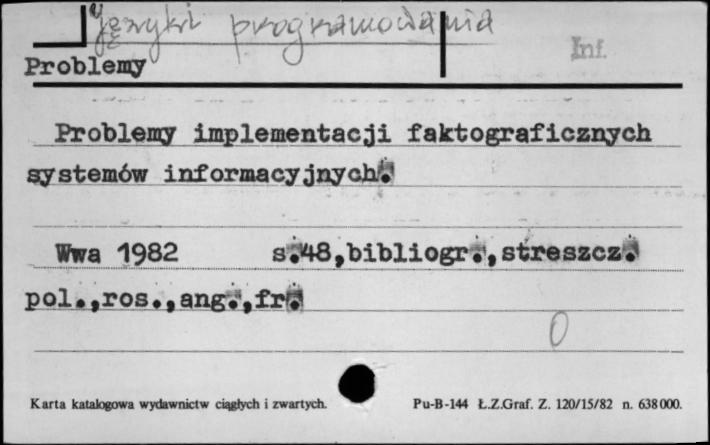 języki programowania
Inf.
Problemy
Problemy implementacji faktograficznych
systemów informacyjnych.
Wwa 1982 s.48,bibliogr.,streszcz.
pol.,ros.,ang.,fr.
0
Karta katalogowa wydawnictw ciągłych i zwartych. Pu-B-144 Ł.Z.Graf. Z. 120/15/82 n. 638000.